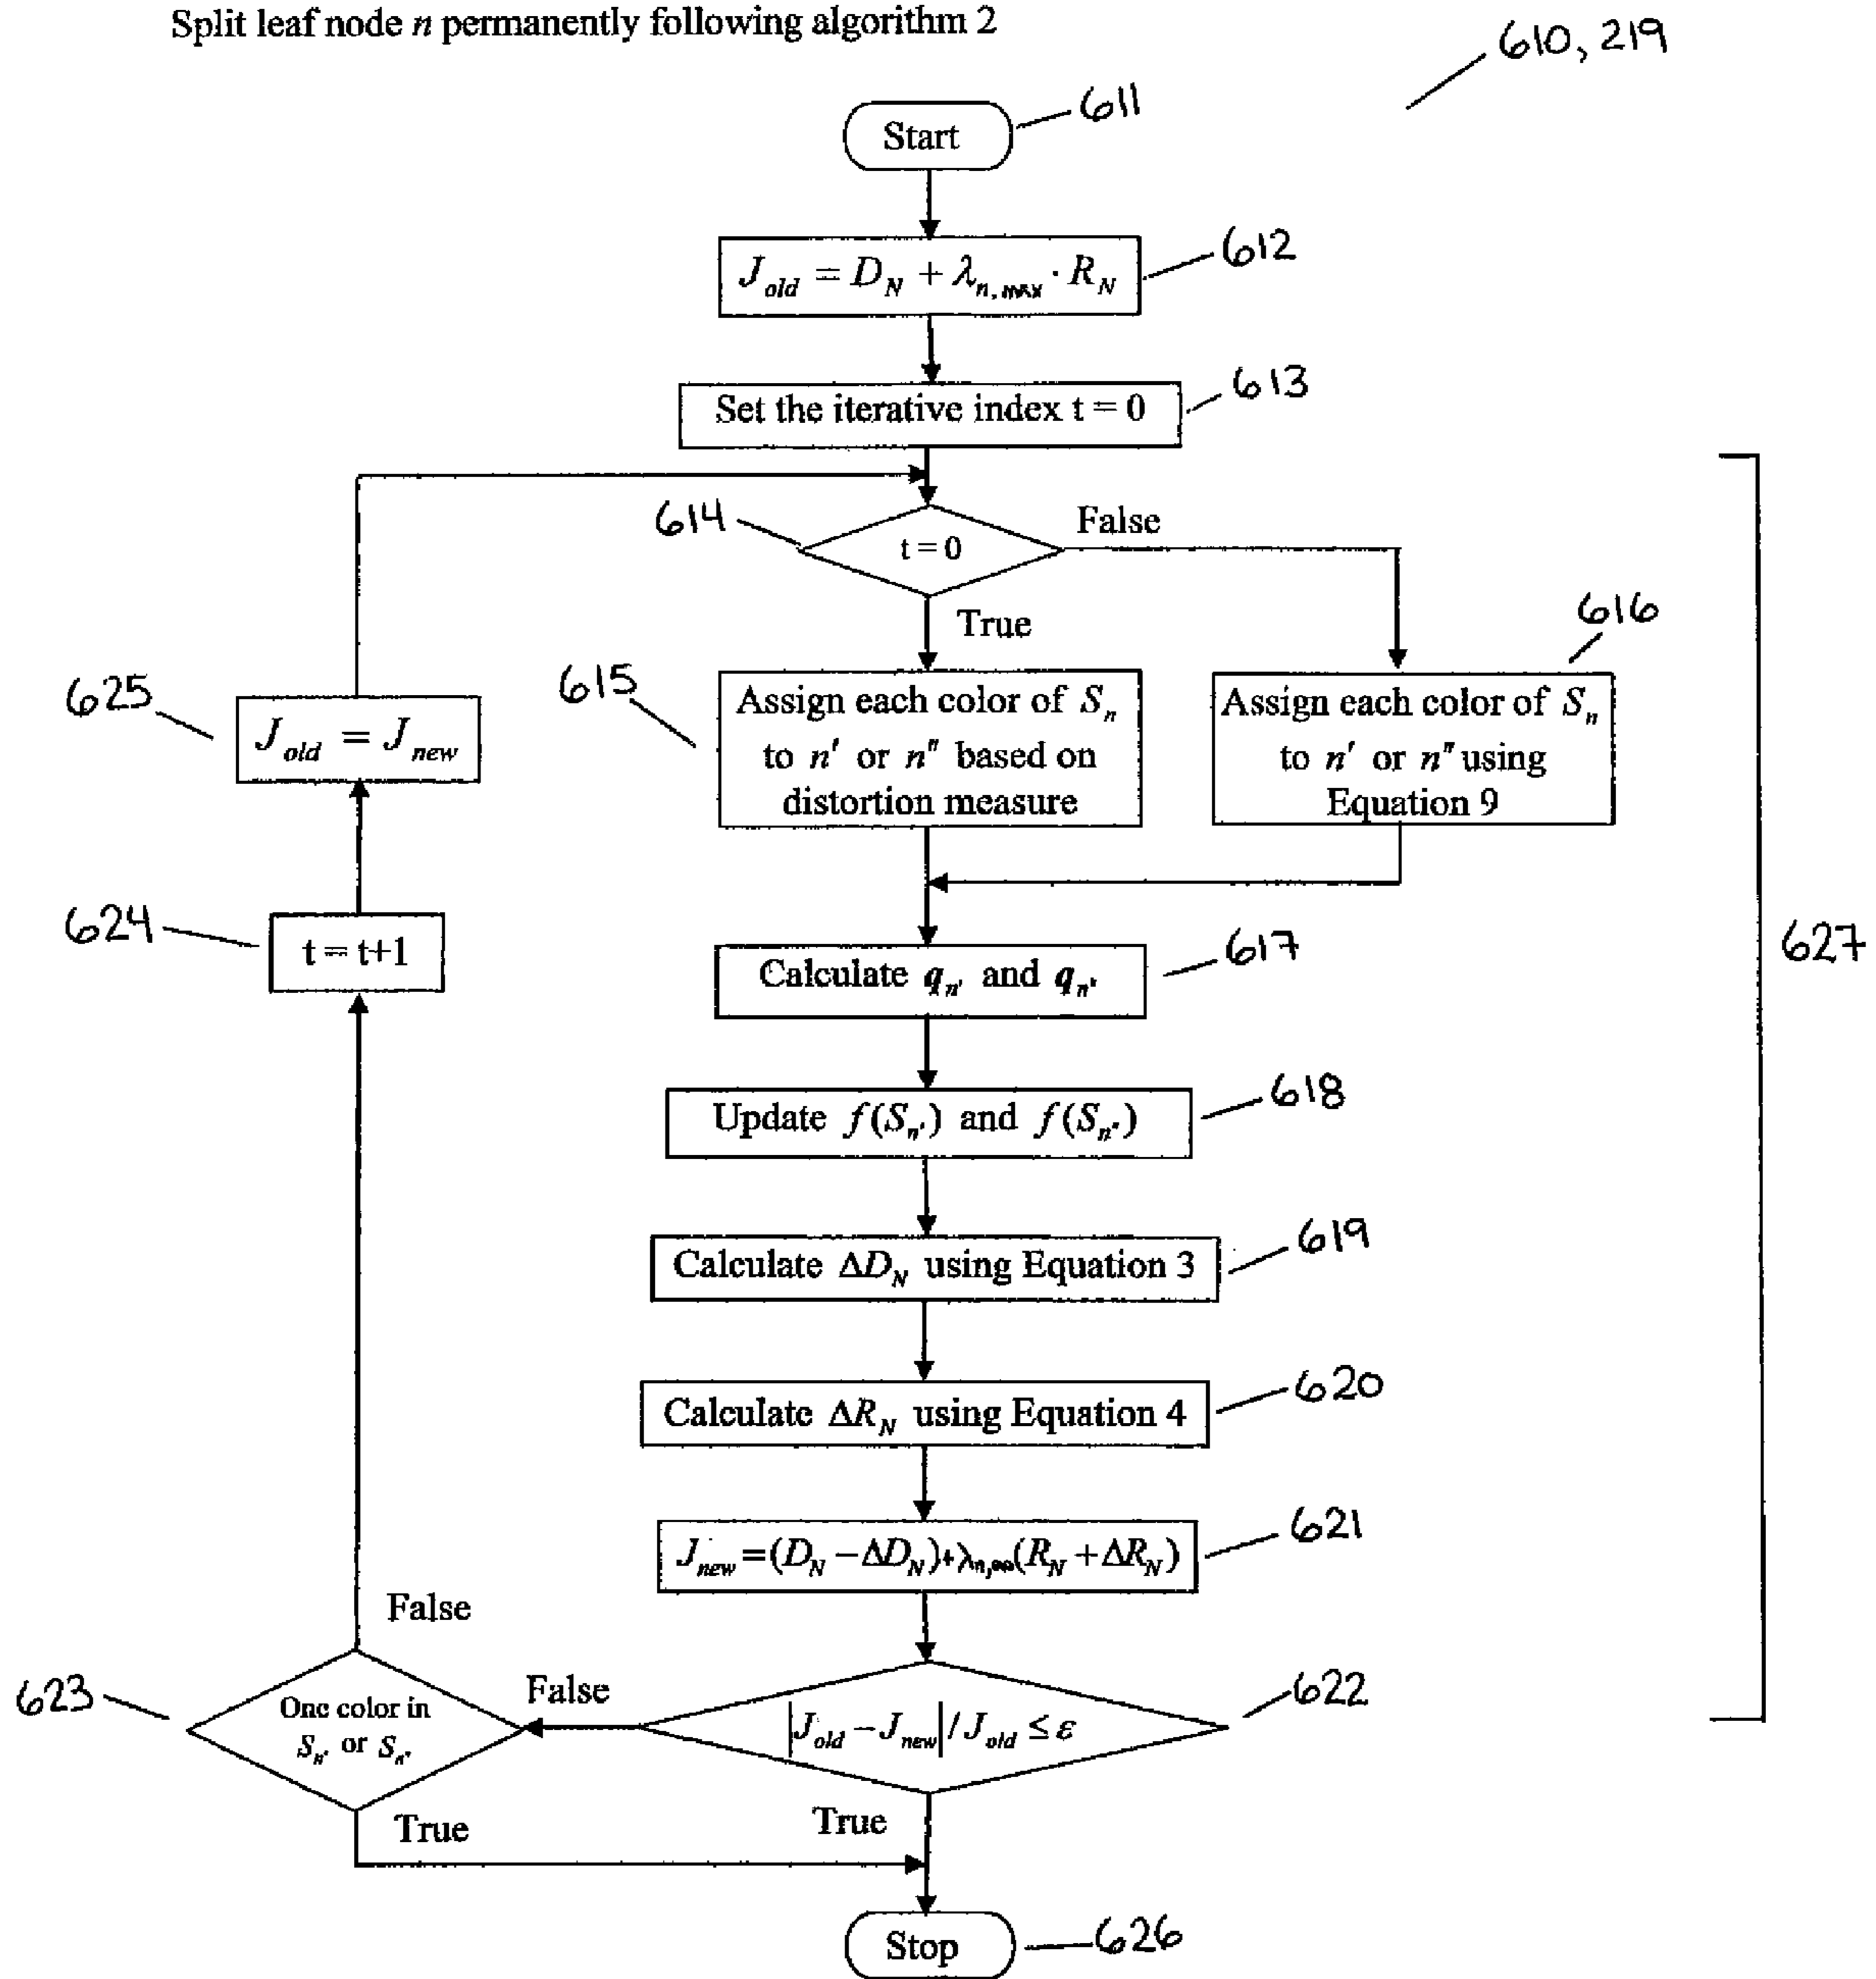 Split leaf node n permanently following algorithm 2
610, 219
Start
611
J_old = D_N + λ_n,max · R_N
612
Set the iterative index t = 0
613
614
t = 0
False
True
616
615
Assign each color of S_n
to n' or n" based on
distortion measure
Assign each color of S_n
to n' or n" using
Equation 9
625
J_old = J_new
624
t = t+1
627
Calculate q_n' and q_n"
617
Update f(S_n') and f(S_n")
618
Calculate ΔD_N using Equation 3
619
Calculate ΔR_N using Equation 4
620
J_new = (D_N − ΔD_N) + λ_n, (R_N + ΔR_N)
621
False
623
One color in
S_n' or S_n"
False
|J_old − J_new| / J_old ≤ ε
622
True
True
Stop
626